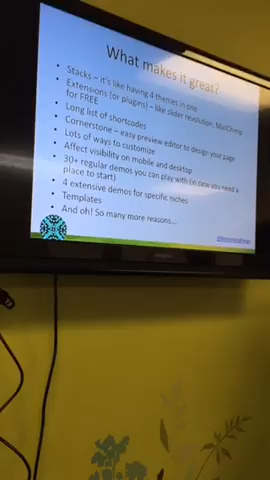 What makes it great?
• Stacks – it's like having 4 themes in one
• Extensions (or plugins) – like slider revolution, MailChimp
for FREE
• Long list of shortcodes
• Cornerstone – easy preview editor to design your page
• Lots of ways to customize
• Affect visibility on mobile and desktop
• 30+ regular demos you can play with (in case you need a
place to start)
• 4 extensive demos for specific niches
• Templates
• And oh! So many more reasons….